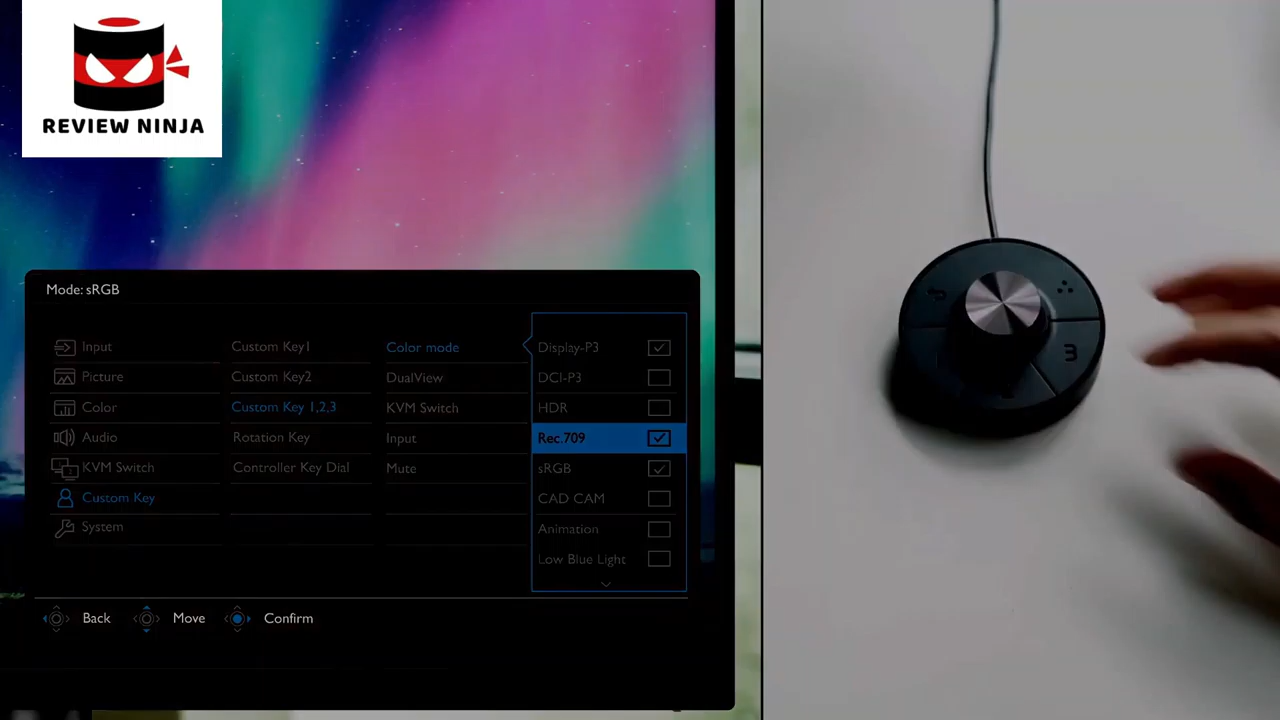 REVIEW NINJA
Mode: sRGB
Input
Picture
Color
Audio
KVM Switch
Custom Key
System
Custom Key1
Custom Key2
Custom Key 1,2,3
Rotation Key
Controller Key Dial
Color mode
DualView
KVM Switch
Input
Mute
Display-P3
DCI-P3
HDR
Rec.709
sRGB
CAD CAM
Animation
Low Blue Light
Back
Move
Confirm
3